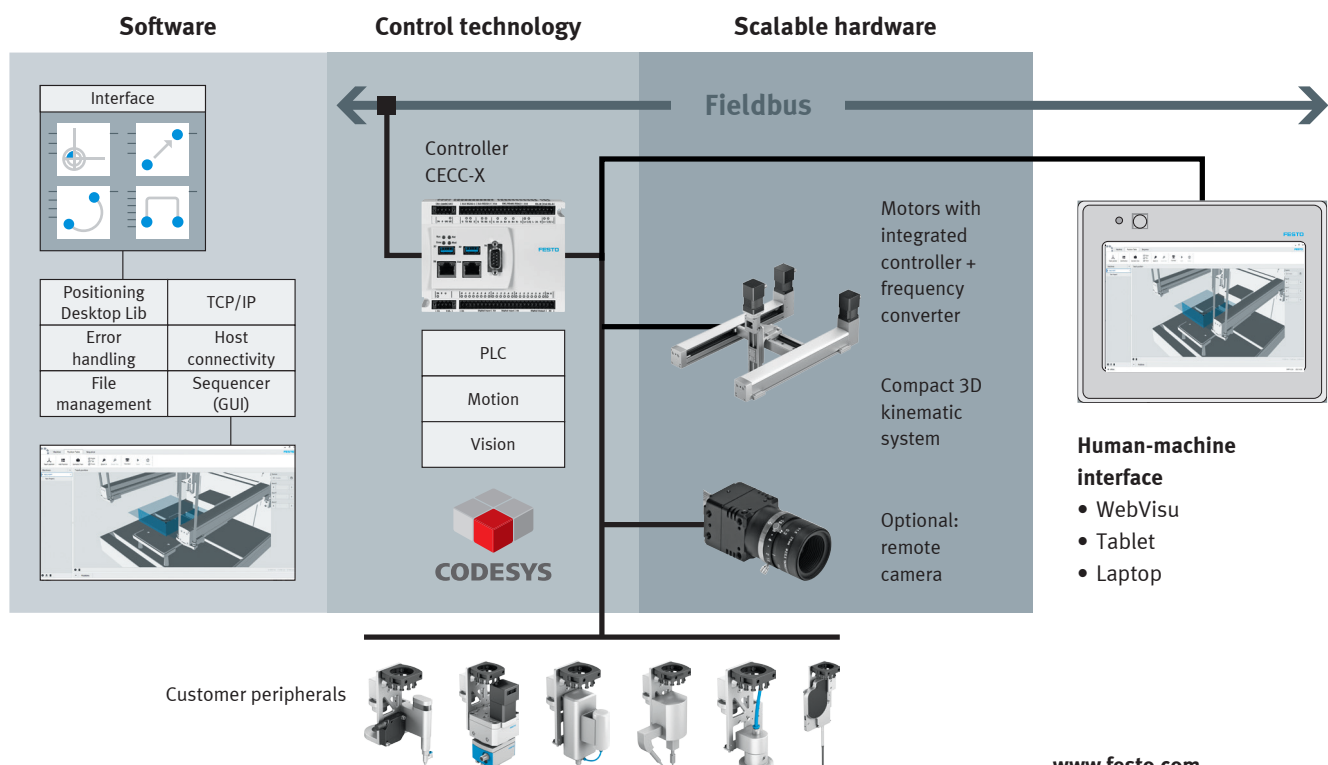 Software
Control technology
Scalable hardware
Fieldbus
Interface
Positioning
Desktop Lib
TCP/IP
Error
handling
Host
connectivity
File
management
Sequencer
(GUI)
Controller
CECC-X
FESTO
PLC
Motion
Vision
CODESYS
Motors with
integrated
controller +
frequency
converter
Compact 3D
kinematic
system
Optional:
remote
camera
FESTO
Human-machine
interface
• WebVisu
• Tablet
• Laptop
Customer peripherals
www.festo.com